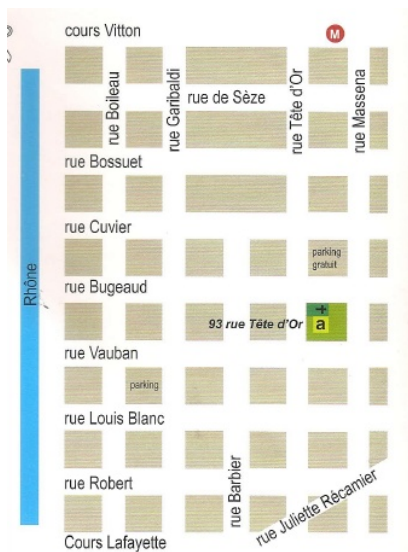 cours Vitton
M
rue Boileau
rue Garibaldi
rue de Sèze
rue Tête d'Or
rue Massena
rue Bossuet
rue Cuvier
parking
gratuit
rue Bugeaud
Rhône
93 rue Tête d'Or
+
a
rue Vauban
parking
rue Louis Blanc
rue Barbier
rue Robert
rue Juliette Récamier
Cours Lafayette